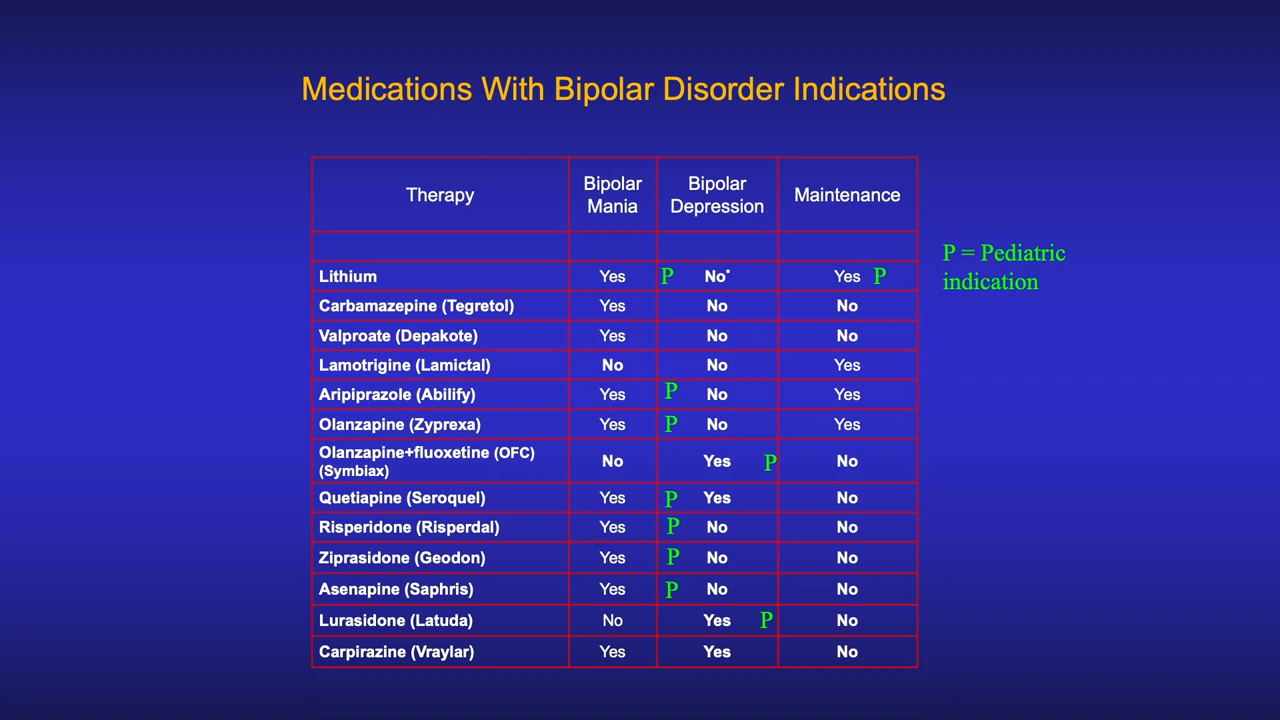 Medications With Bipolar Disorder Indications
Therapy
Bipolar
Mania
Bipolar
Depression
Maintenance
P = Pediatric
indication
Lithium Yes P No* Yes P
Carbamazepine (Tegretol) Yes No No
Valproate (Depakote) Yes No No
Lamotrigine (Lamictal) No No Yes
Aripiprazole (Abilify) Yes P No Yes
Olanzapine (Zyprexa) Yes P No Yes
Olanzapine+fluoxetine (OFC)
(Symbiax) No Yes P No
Quetiapine (Seroquel) Yes P Yes No
Risperidone (Risperdal) Yes P No No
Ziprasidone (Geodon) Yes P No No
Asenapine (Saphris) Yes P No No
Lurasidone (Latuda) No Yes P No
Carpirazine (Vraylar) Yes Yes No